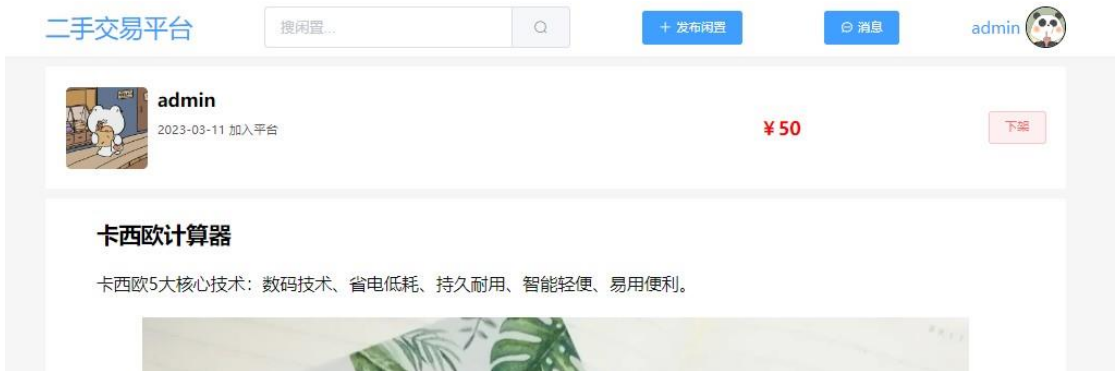 二手交易平台
搜闲置...
+ 发布闲置
消息
admin
admin
2023-03-11 加入平台
¥50
下架
卡西欧计算器
卡西欧5大核心技术：数码技术、省电低耗、持久耐用、智能轻便、易用便利。